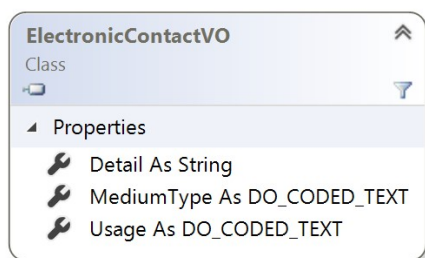 ElectronicContactVO
Class
Properties
Detail As String
MediumType As DO_CODED_TEXT
Usage As DO_CODED_TEXT